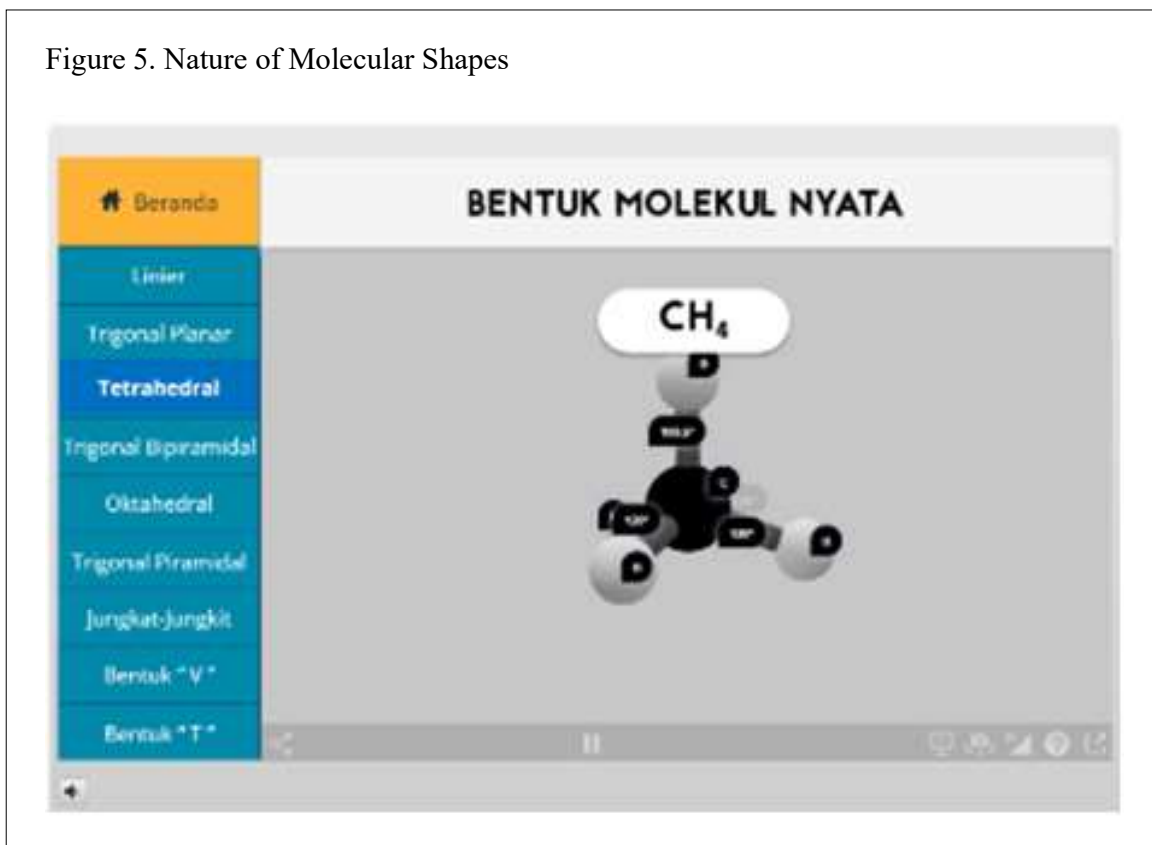 Figure 5. Nature of Molecular Shapes
Beranda
BENTUK MOLEKUL NYATA
Linier
Trigonal Planar
Tetrahedral
Trigonal Bipiramidal
Oktahedral
Trigonal Piramidal
Jungkat-Jungkit
Bentuk "V"
Bentuk "T"
CH₄
C
H